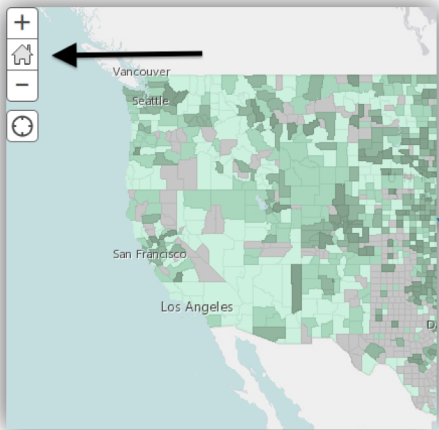 +
−
Vancouver
Seattle
San Francisco
Los Angeles
D